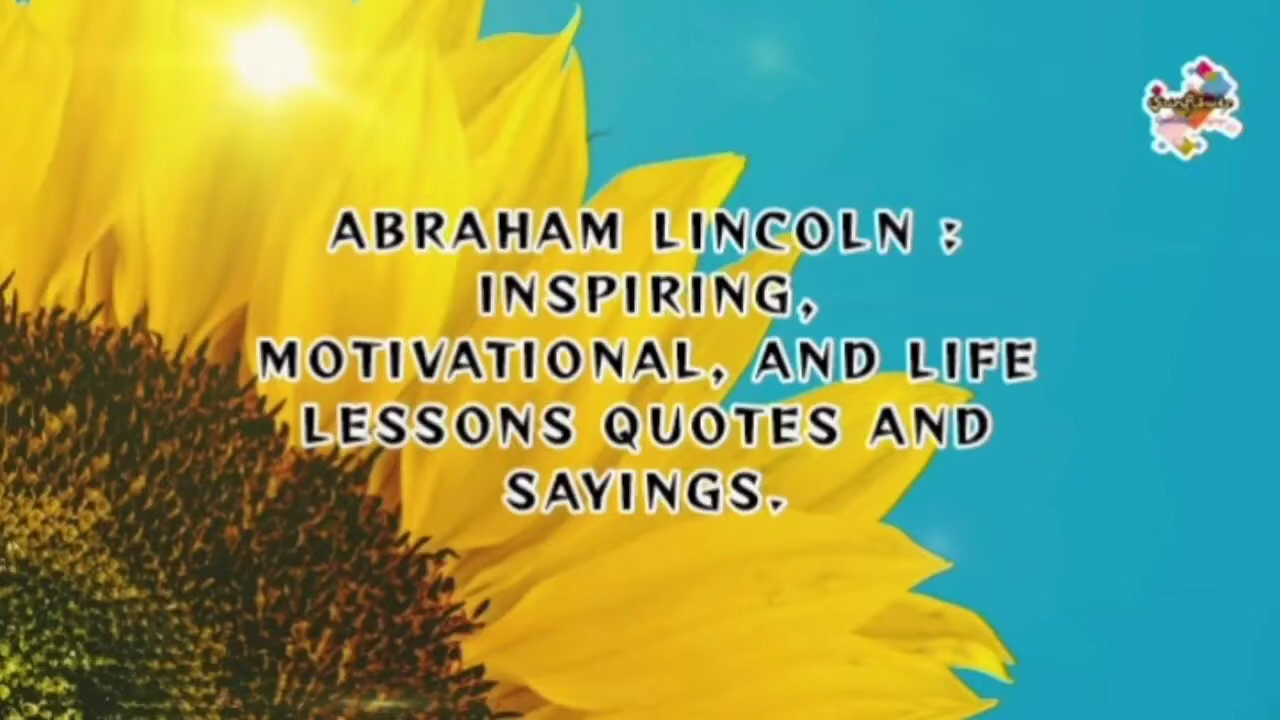 ABRAHAM LINCOLN :
INSPIRING,
MOTIVATIONAL, AND LIFE
LESSONS QUOTES AND
SAYINGS.